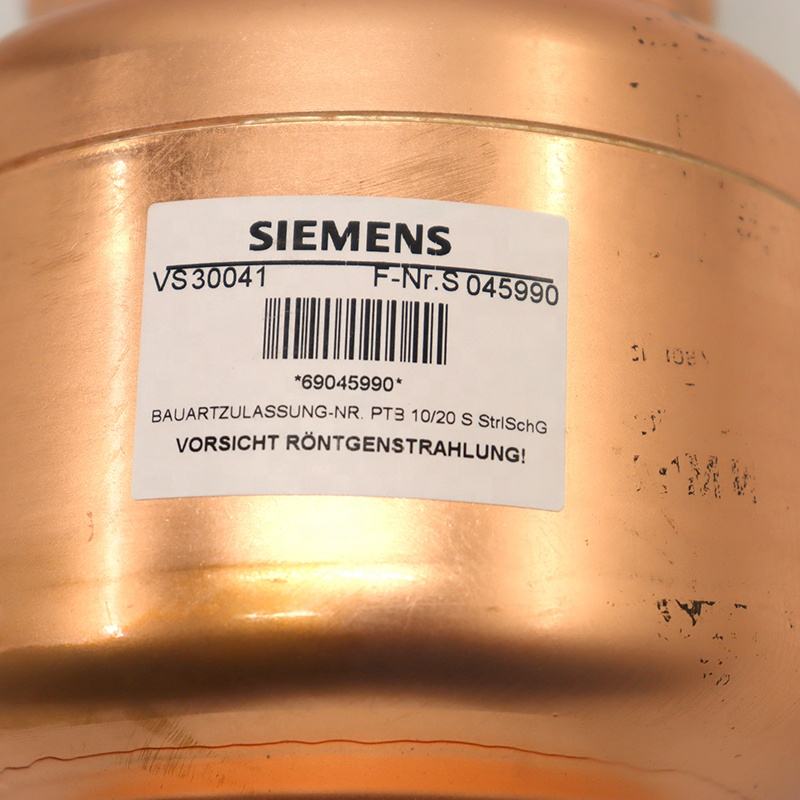 SIEMENS
VS30041 F-Nr.S 045990
*69045990*
BAUARTZULASSUNG-NR. PTB 10/20 S StrlSchG
VORSICHT RÖNTGENSTRAHLUNG!